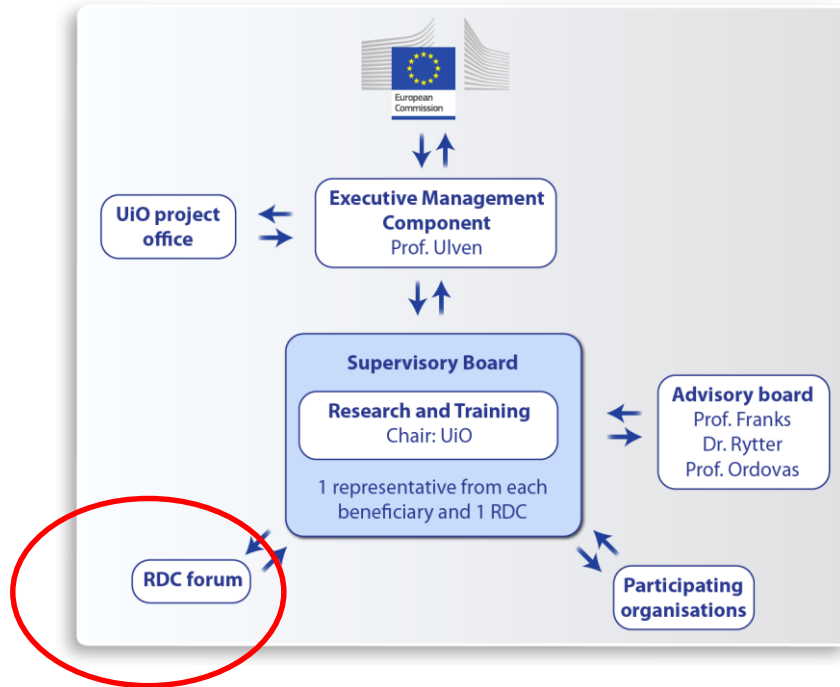 European
Commission
Executive Management
Component
Prof. Ulven
UiO project
office
Supervisory Board
Research and Training
Chair: UiO
1 representative from each
beneficiary and 1 RDC
Advisory board
Prof. Franks
Dr. Rytter
Prof. Ordovas
RDC forum
Participating
organisations